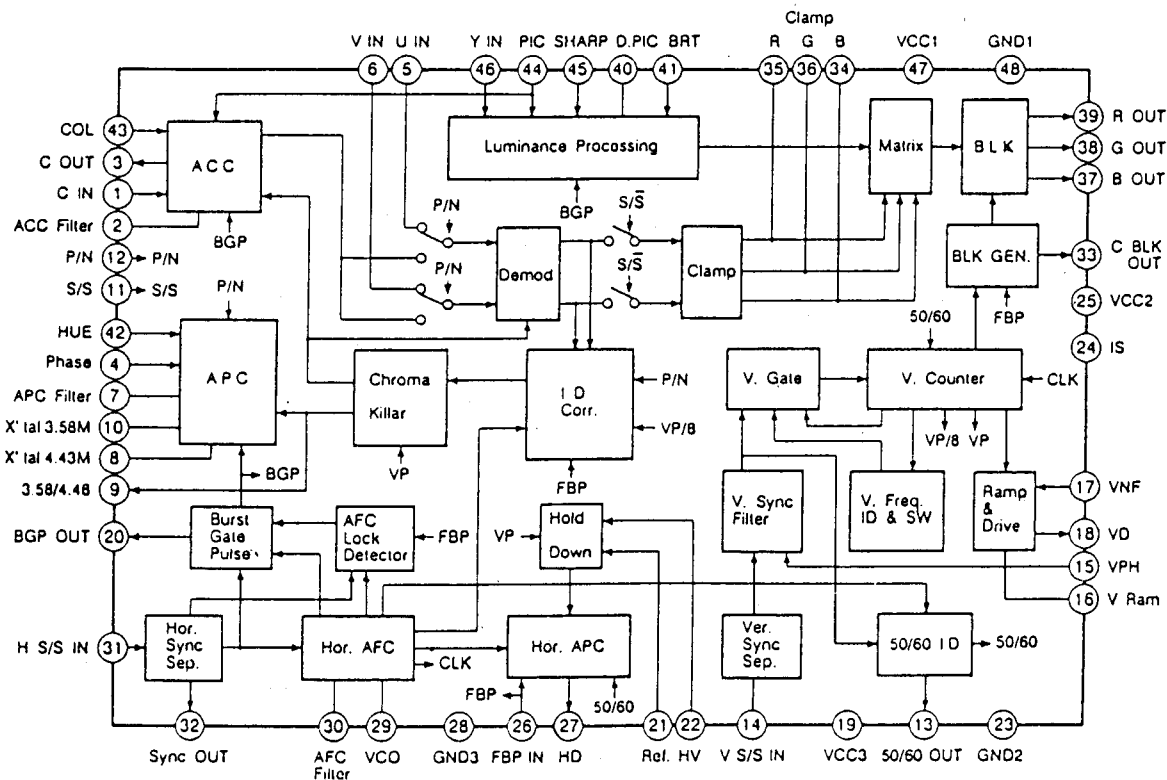 Clamp
V IN U IN Y IN PIC SHARP D.PIC BRT R G B VCC1 GND1
6 5 46 44 45 40 41 35 36 34 47 48
COL 43
C OUT 3
C IN 1
ACC Filter 2
P/N 12 P/N
S/S 11 S/S
HUE 42
Phase 4
APC Filter 7
X'tal 3.58M 10
X'tal 4.43M 8
3.58/4.48 9
BGP OUT 20
H S/S IN 31
ACC
BGP
Luminance Processing
BGP
P/N
P/N
Demod
S/S̅
S/S̅
Clamp
Matrix
BLK
39 R OUT
38 G OUT
37 B OUT
BLK GEN.
FBP
33 C BLK OUT
25 VCC2
24 IS
P/N
APC
BGP
Chroma
Killar
VP
ID
Corr.
P/N
VP/8
FBP
V. Gate
50/60
V. Counter
CLK
VP/8 VP
V. Sync
Filter
V. Freq.
ID & SW
Ramp
&
Drive
17 VNF
18 VD
15 VPH
16 V Ram
Burst
Gate
Pulse
AFC
Lock
Detector
FBP
VP
Hold
Down
Hor.
Sync
Sep.
Hor. AFC
CLK
Hor. APC
FBP
50/60
Ver.
Sync
Sep.
50/60 ID
50/60
32 30 29 28 26 27 21 22 14 19 13 23
Sync OUT AFC Filter VCO GND3 FBP IN HD Ref. HV V S/S IN VCC3 50/60 OUT GND2